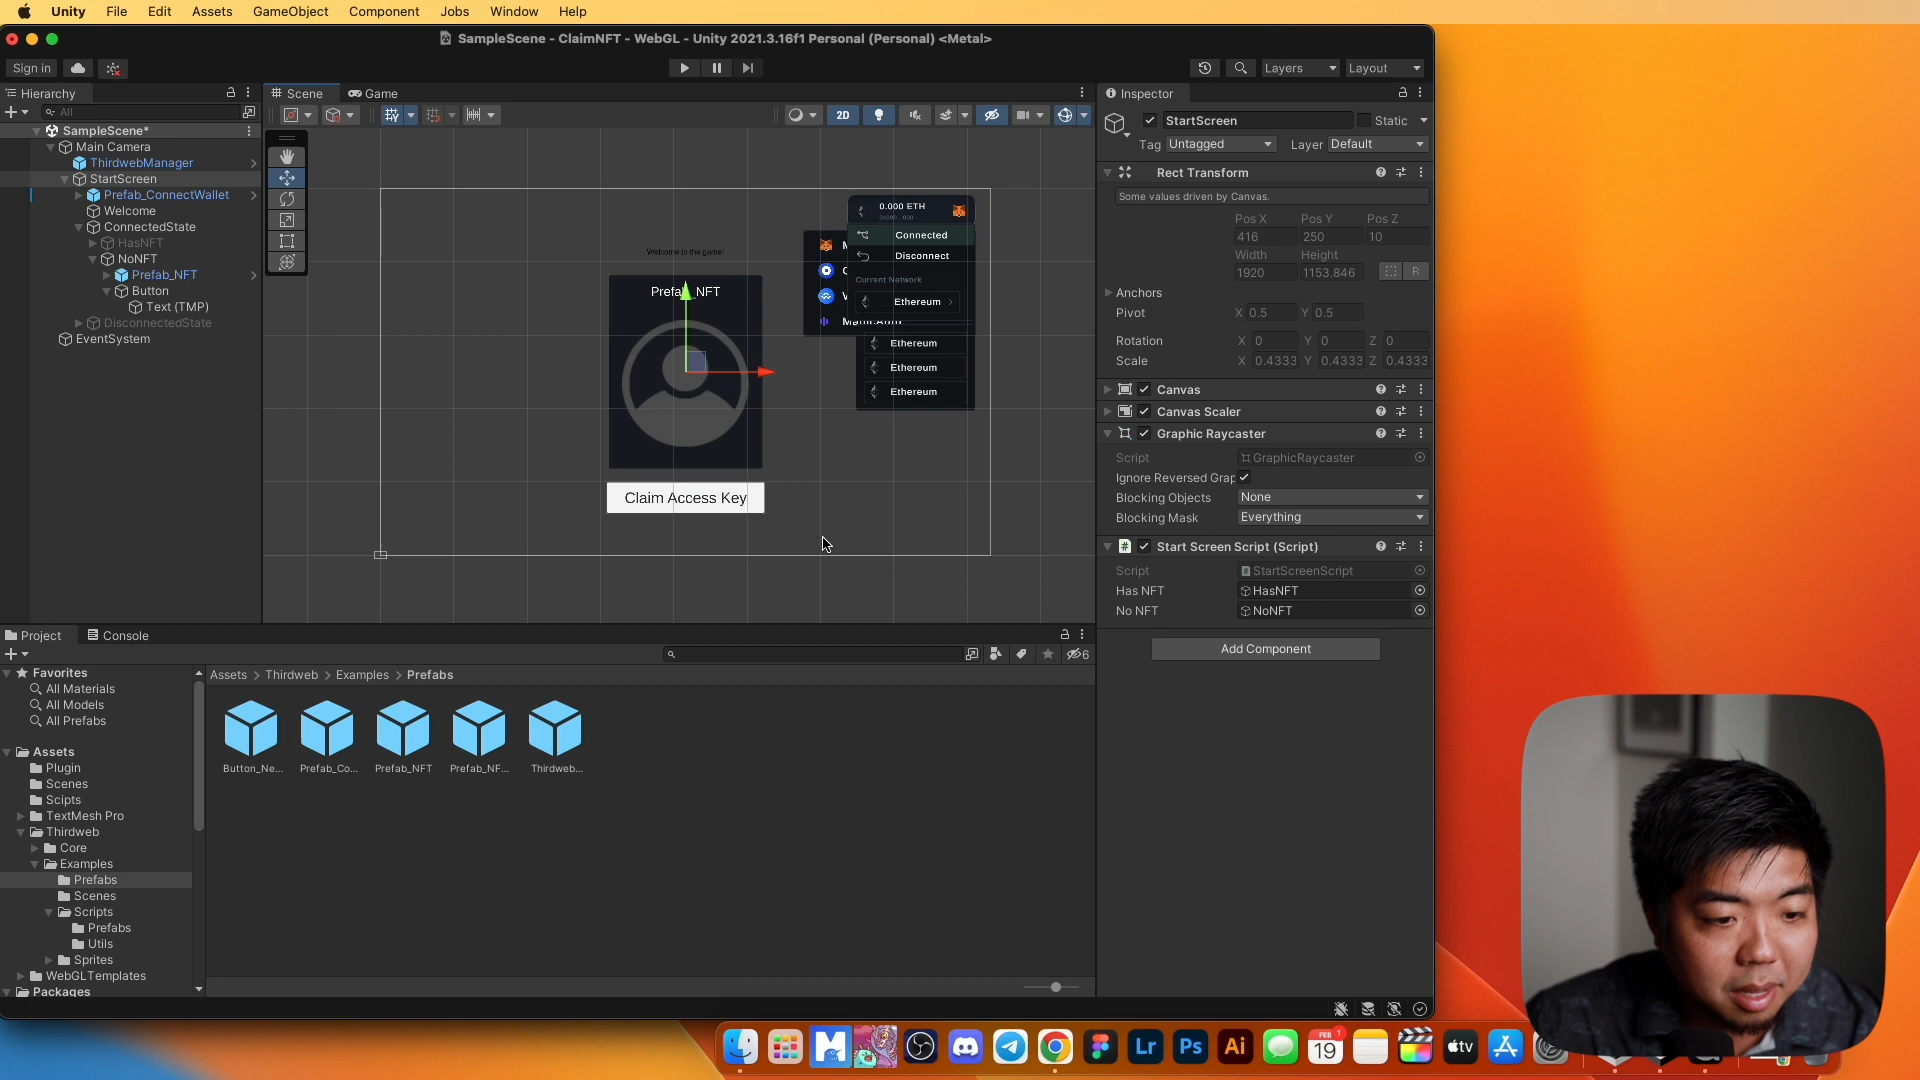 Unity File Edit Assets GameObject Component Jobs Window Help
SampleScene - ClaimNFT - WebGL - Unity 2021.3.16f1 Personal (Personal) <Metal>
Sign in
Layers
Layout
Hierarchy
All
SampleScene*
Main Camera
ThirdwebManager
StartScreen
Prefab_ConnectWallet
Welcome
ConnectedState
HasNFT
NoNFT
Prefab_NFT
Button
Text (TMP)
DisconnectedState
EventSystem
Scene
Game
2D
Welcome to the game!
Prefab_NFT
Claim Access Key
0.000 ETH
Connected
Disconnect
Current Network
Ethereum
MagicAuth
Ethereum
Ethereum
Ethereum
Inspector
StartScreen
Static
Tag Untagged
Layer Default
Rect Transform
Some values driven by Canvas.
Pos X Pos Y Pos Z
416 250 10
Width Height
1920 1153.846
R
Anchors
Pivot X 0.5 Y 0.5
Rotation X 0 Y 0 Z 0
Scale X 0.4333 Y 0.4333 Z 0.4333
Canvas
Canvas Scaler
Graphic Raycaster
Script GraphicRaycaster
Ignore Reversed Grap
Blocking Objects None
Blocking Mask Everything
Start Screen Script (Script)
Script StartScreenScript
Has NFT HasNFT
No NFT NoNFT
Add Component
Project
Console
6
Favorites
All Materials
All Models
All Prefabs
Assets
Plugin
Scenes
Scipts
TextMesh Pro
Thirdweb
Core
Examples
Prefabs
Scenes
Scripts
Prefabs
Utils
Sprites
WebGLTemplates
Packages
Assets > Thirdweb > Examples > Prefabs
Button_Ne...
Prefab_Co...
Prefab_NFT
Prefab_NF...
Thirdweb...
Lr
Ps
Ai
FEB
19
1
tv